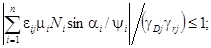 |∑_{i=1}^{n} ε_{ij} μ_i N_i sin α_i / ψ_i| / (γ_{Dj} γ_{rj}) ≤ 1;